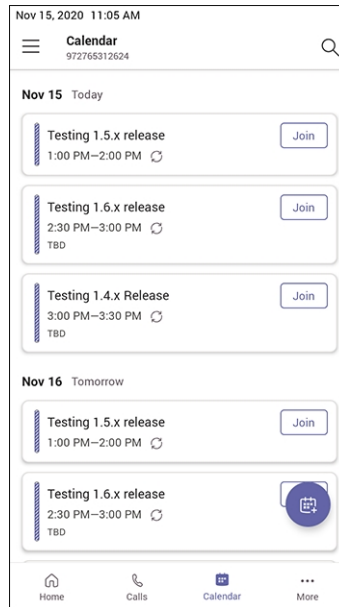 Nov 15, 2020 11:05 AM
Calendar
972765312624
Nov 15 Today
Testing 1.5.x release
Join
1:00 PM—2:00 PM
Testing 1.6.x release
Join
2:30 PM—3:00 PM
TBD
Testing 1.4.x Release
Join
3:00 PM—3:30 PM
TBD
Nov 16 Tomorrow
Testing 1.5.x release
Join
1:00 PM—2:00 PM
Testing 1.6.x release
2:30 PM—3:00 PM
TBD
Home
Calls
Calendar
More